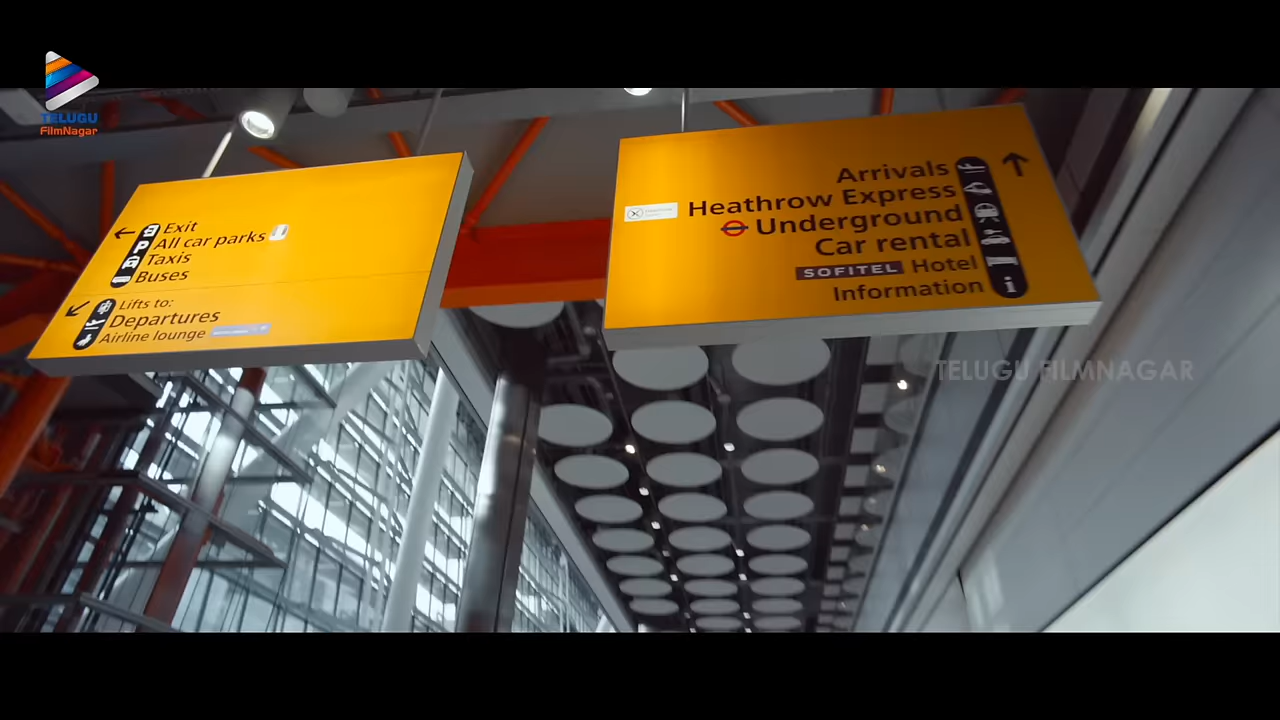 TELUGU
FilmNagar
Exit
All car parks
Taxis
Buses
Lifts to:
Departures
Airline lounge
Arrivals
Heathrow Express
Underground
Car rental
SOFITEL Hotel
Information
TELUGU FILMNAGAR